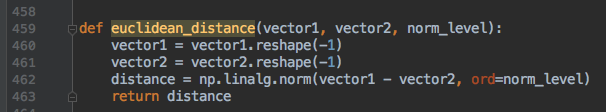 458
459 def euclidean_distance(vector1, vector2, norm_level):
460     vector1 = vector1.reshape(-1)
461     vector2 = vector2.reshape(-1)
462     distance = np.linalg.norm(vector1 - vector2, ord=norm_level)
463     return distance
464